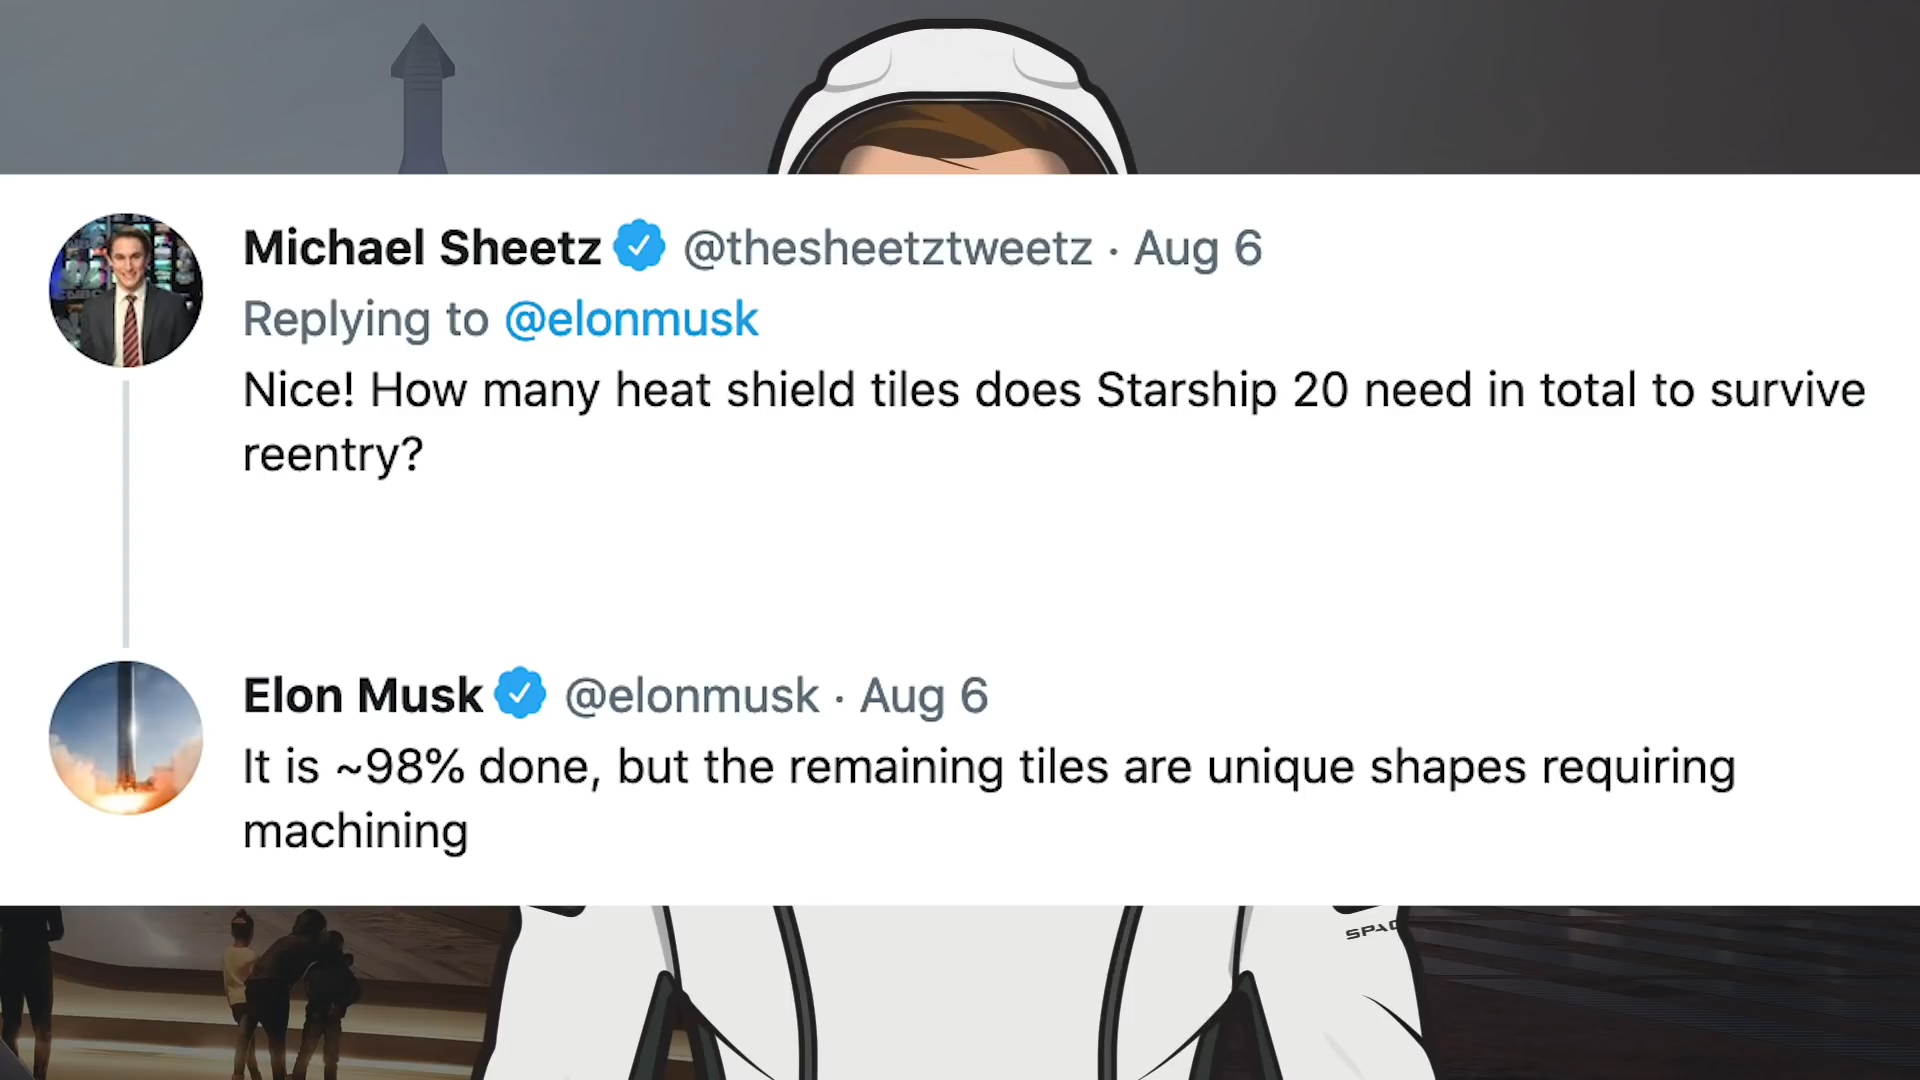 Michael Sheetz @thesheetztweetz · Aug 6
Replying to @elonmusk
Nice! How many heat shield tiles does Starship 20 need in total to survive
reentry?
Elon Musk @elonmusk · Aug 6
It is ~98% done, but the remaining tiles are unique shapes requiring
machining
SPAC